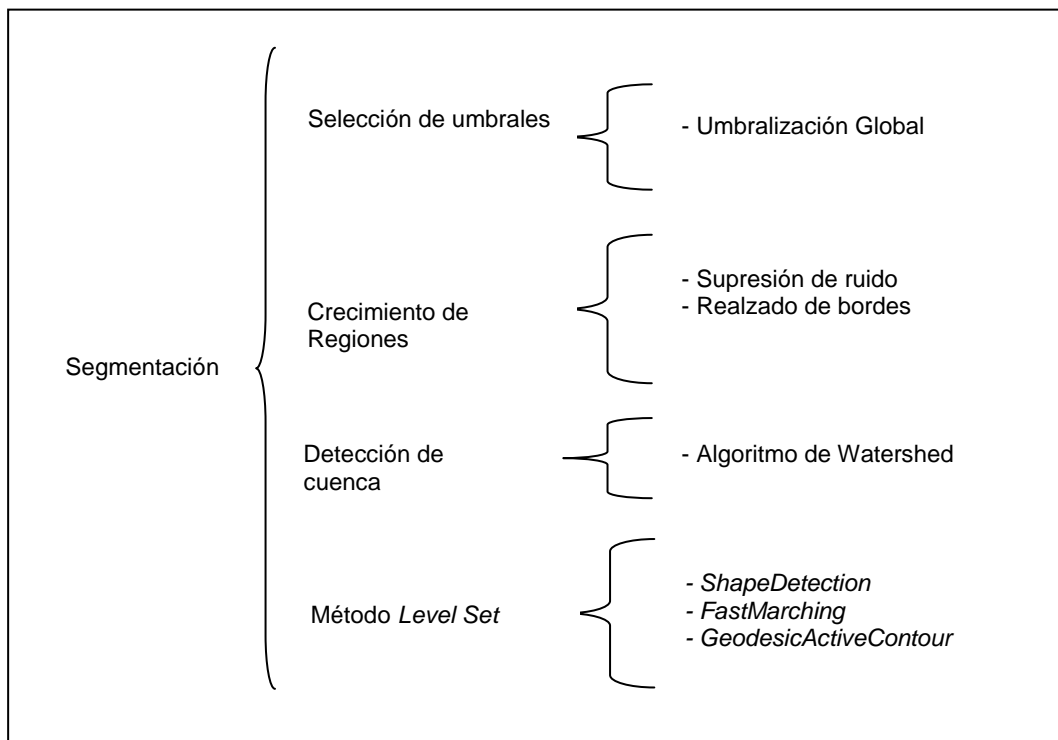 Segmentación
Selección de umbrales
- Umbralización Global
Crecimiento de
Regiones
- Supresión de ruido
- Realzado de bordes
Detección de
cuenca
- Algoritmo de Watershed
Método Level Set
- ShapeDetection
- FastMarching
- GeodesicActiveContour